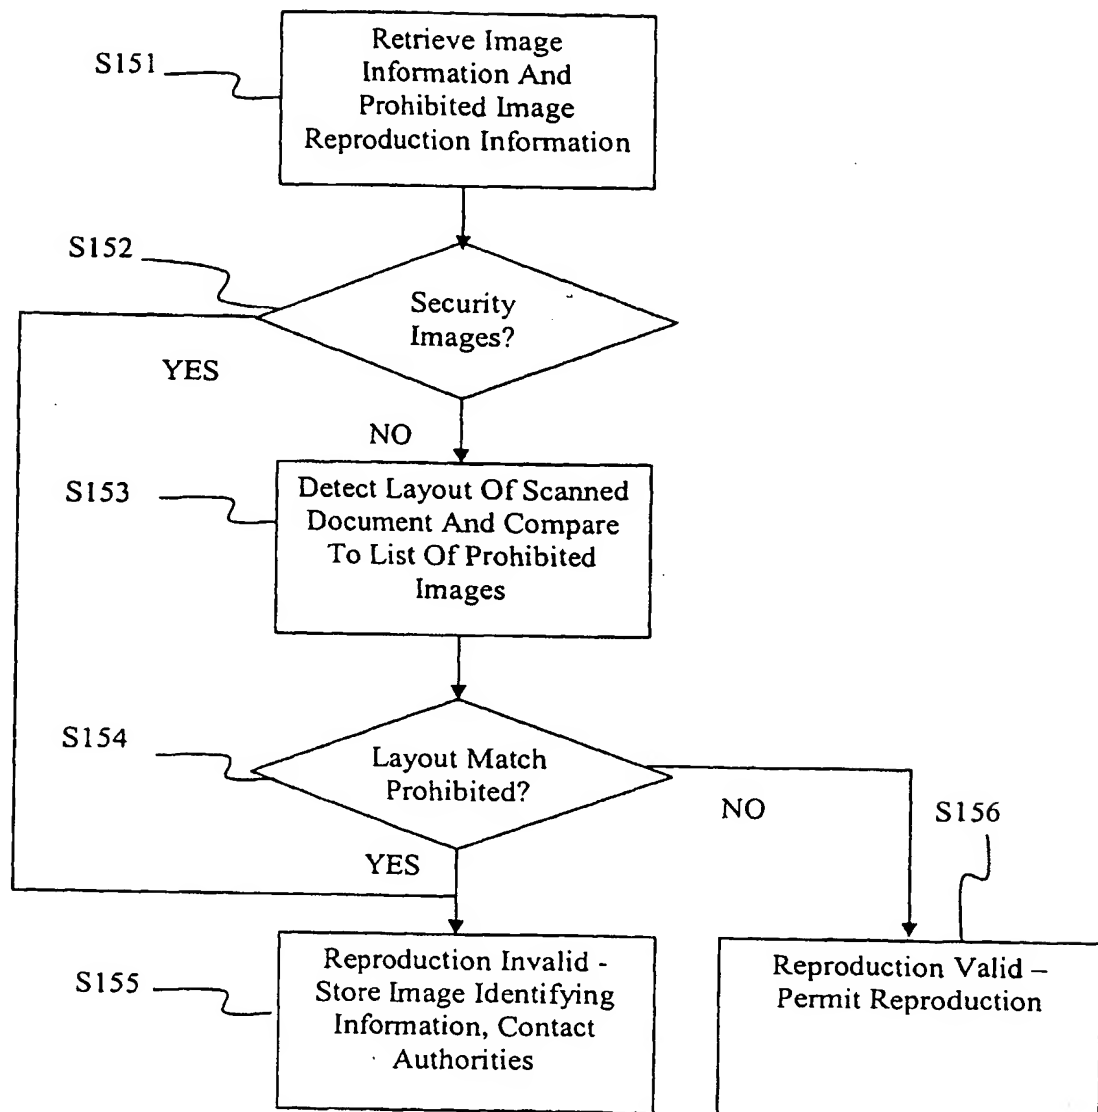 Retrieve Image
Information And
Prohibited Image
Reproduction Information
S151
S152
Security
Images?
YES
NO
S153
Detect Layout Of Scanned
Document And Compare
To List Of Prohibited
Images
S154
Layout Match
Prohibited?
NO
S156
YES
S155
Reproduction Invalid -
Store Image Identifying
Information, Contact
Authorities
Reproduction Valid –
Permit Reproduction